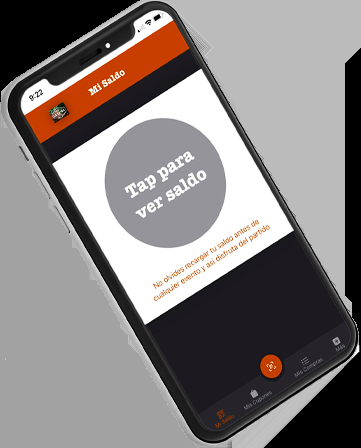 9:22
Mi Saldo
Tap para
ver saldo
No olvides recargar tu saldo antes de
cualquier evento y asi disfruta del partido
Mi Saldo
Mis Cupones
Mis Compras
Más